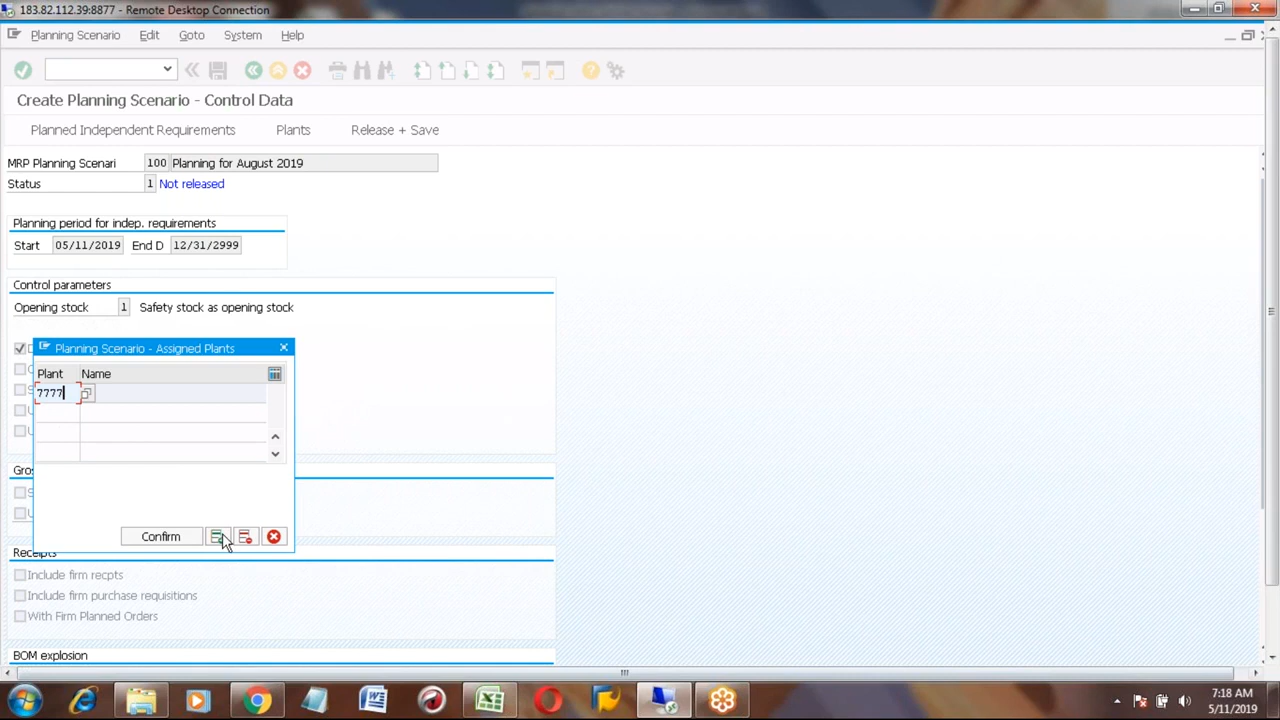 183.82.112.39:8877 - Remote Desktop Connection
Planning Scenario Edit Goto System Help
Create Planning Scenario - Control Data
Planned Independent Requirements Plants Release + Save
MRP Planning Scenari 100 Planning for August 2019
Status 1 Not released
Planning period for indep. requirements
Start 05/11/2019 End D 12/31/2999
Control parameters
Opening stock 1 Safety stock as opening stock
Planning Scenario - Assigned Plants
Plant Name
7777
Confirm
Receipts
Include firm recpts
Include firm purchase requisitions
With Firm Planned Orders
BOM explosion
7:18 AM
5/11/2019